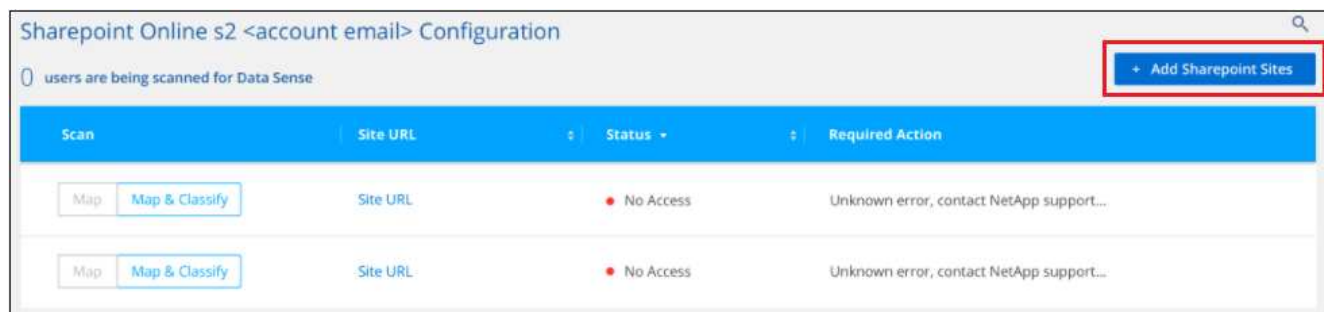 Sharepoint Online s2 <account email> Configuration
0 users are being scanned for Data Sense
+ Add Sharepoint Sites
Scan Site URL Status Required Action
Map Map & Classify Site URL No Access Unknown error, contact NetApp support...
Map Map & Classify Site URL No Access Unknown error, contact NetApp support...